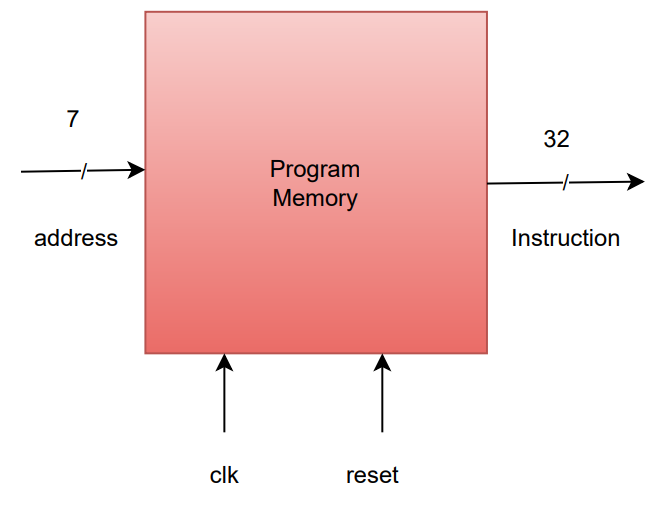 7
32
/
/
Program
Memory
address
Instruction
clk
reset